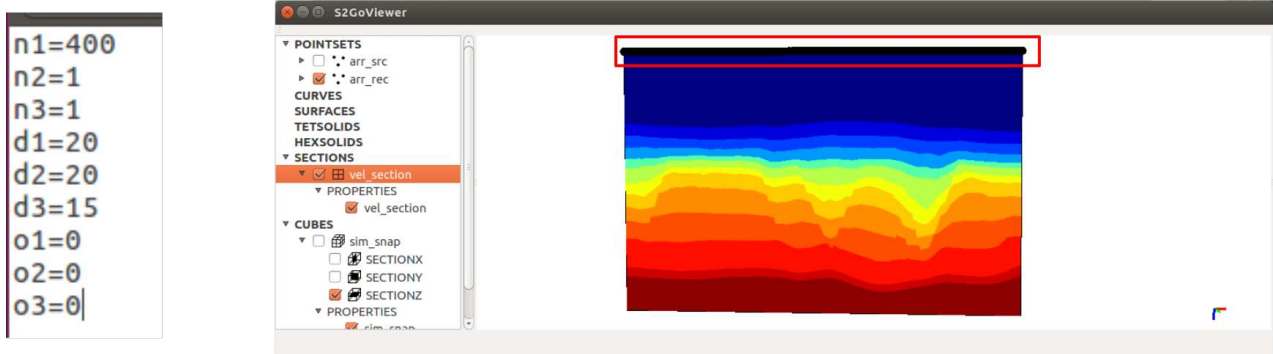 n1=400
n2=1
n3=1
d1=20
d2=20
d3=15
o1=0
o2=0
o3=0
S2GoViewer
POINTSETS
arr_src
arr_rec
CURVES
SURFACES
TETSOLIDS
HEXSOLIDS
SECTIONS
vel_section
PROPERTIES
vel_section
CUBES
sim_snap
SECTIONX
SECTIONY
SECTIONZ
PROPERTIES
sim_snap